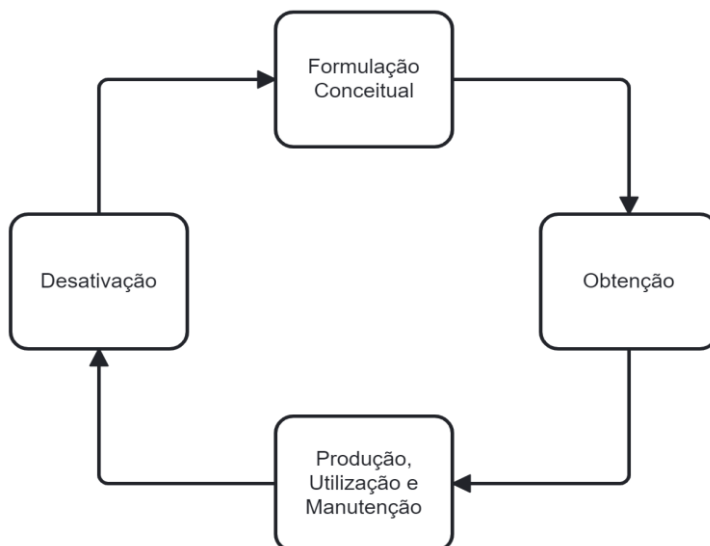 Formulação
Conceitual
Desativação
Obtenção
Produção,
Utilização e
Manutenção